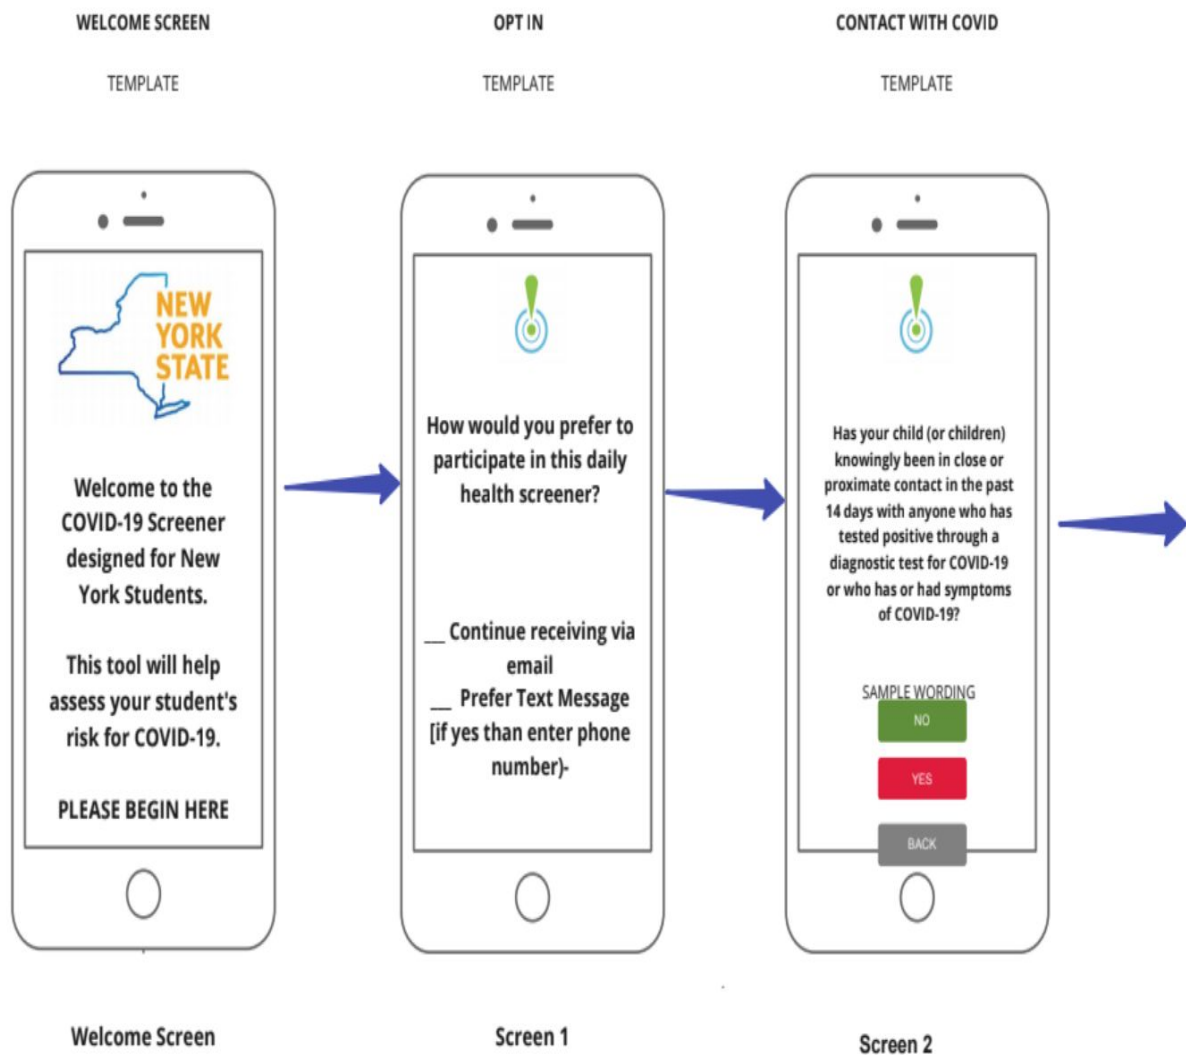 WELCOME SCREEN
TEMPLATE
NEW
YORK
STATE
Welcome to the
COVID-19 Screener
designed for New
York Students.
This tool will help
assess your student's
risk for COVID-19.
PLEASE BEGIN HERE
Welcome Screen
OPT IN
TEMPLATE
How would you prefer to
participate in this daily
health screener?
__ Continue receiving via
email
__ Prefer Text Message
[if yes than enter phone
number)-
Screen 1
CONTACT WITH COVID
TEMPLATE
Has your child (or children)
knowingly been in close or
proximate contact in the past
14 days with anyone who has
tested positive through a
diagnostic test for COVID-19
or who has or had symptoms
of COVID-19?
SAMPLE WORDING
NO
YES
BACK
Screen 2